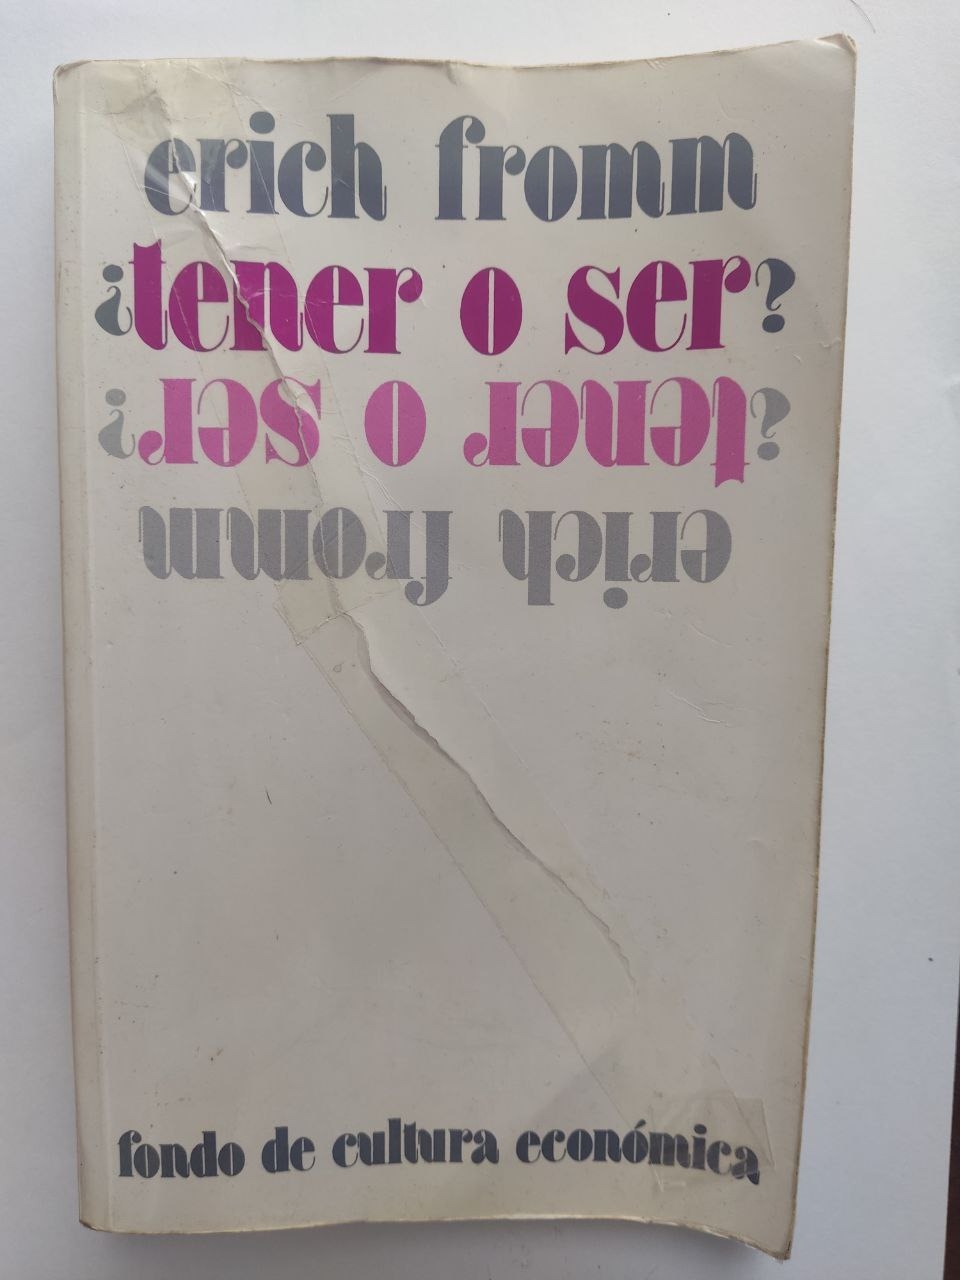 erich fromm
¿tener o ser?
¿tener o ser?
erich fromm
fondo de cultura económica